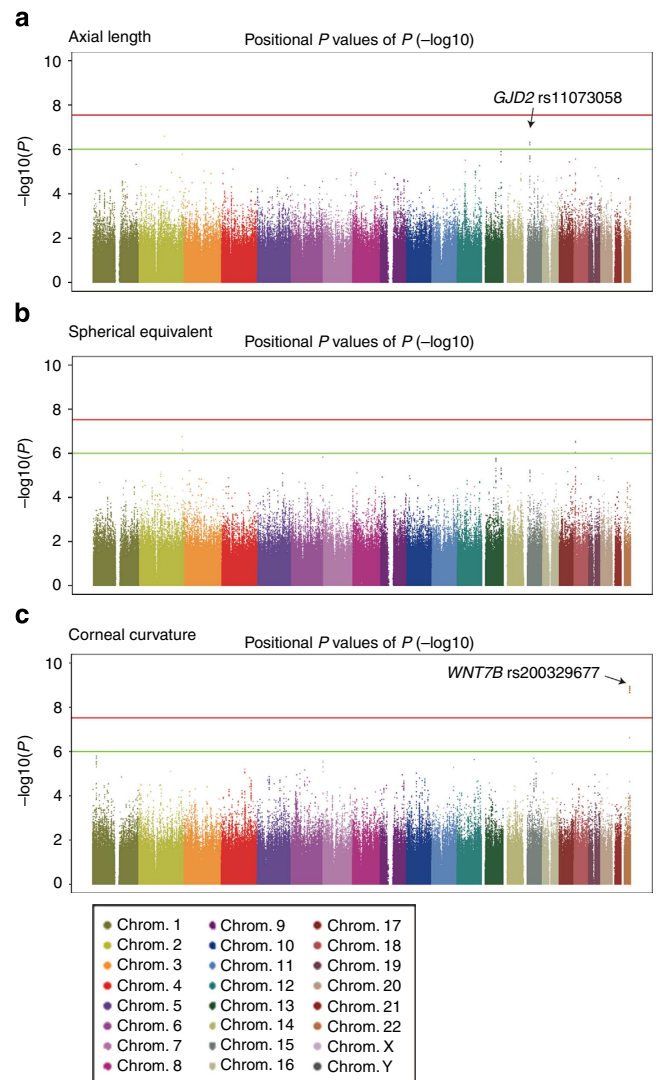 a
Axial length
Positional P values of P (–log10)
10
8
6
4
2
0
–log10(P)
GJD2 rs11073058
b
Spherical equivalent
Positional P values of P (–log10)
10
8
6
4
2
0
–log10(P)
c
Corneal curvature
Positional P values of P (–log10)
10
8
6
4
2
0
–log10(P)
WNT7B rs200329677
Chrom. 1
Chrom. 2
Chrom. 3
Chrom. 4
Chrom. 5
Chrom. 6
Chrom. 7
Chrom. 8
Chrom. 9
Chrom. 10
Chrom. 11
Chrom. 12
Chrom. 13
Chrom. 14
Chrom. 15
Chrom. 16
Chrom. 17
Chrom. 18
Chrom. 19
Chrom. 20
Chrom. 21
Chrom. 22
Chrom. X
Chrom. Y